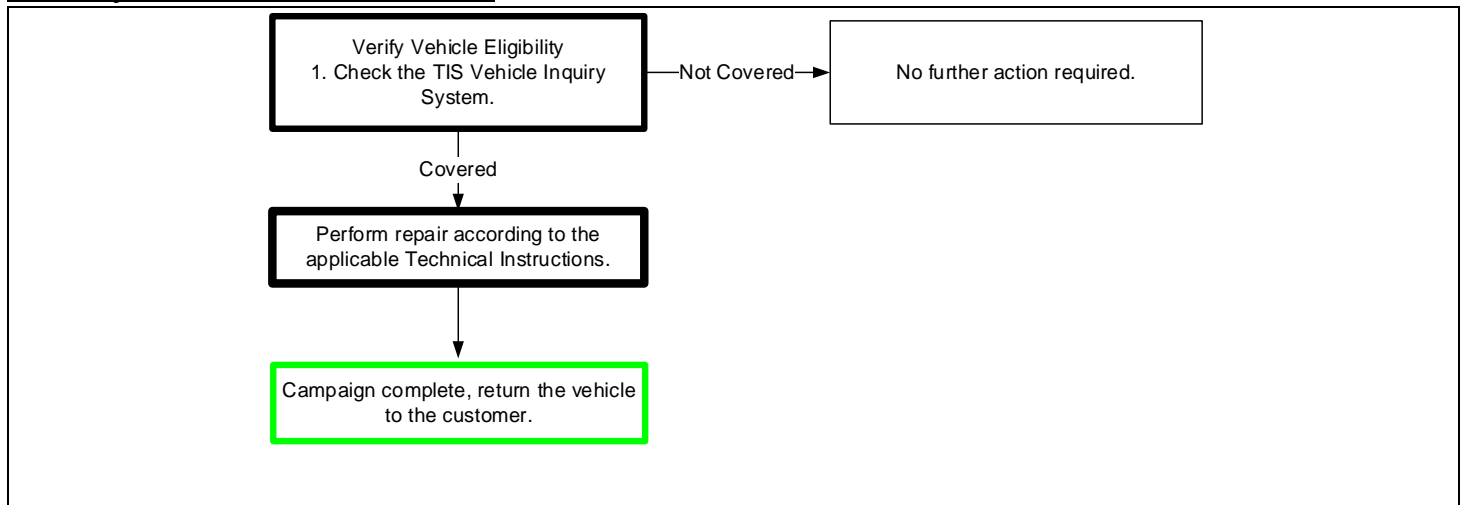 Verify Vehicle Eligibility
1. Check the TIS Vehicle Inquiry
System.
Not Covered
No further action required.
Covered
Perform repair according to the
applicable Technical Instructions.
Campaign complete, return the vehicle
to the customer.